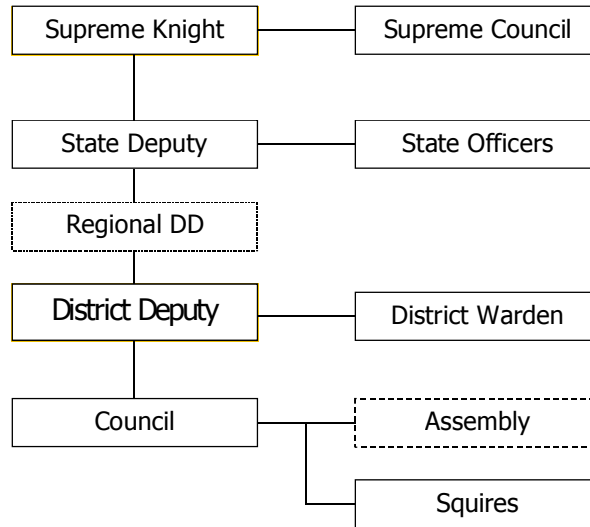 Supreme Knight
Supreme Council
State Deputy
State Officers
Regional DD
District Deputy
District Warden
Council
Assembly
Squires